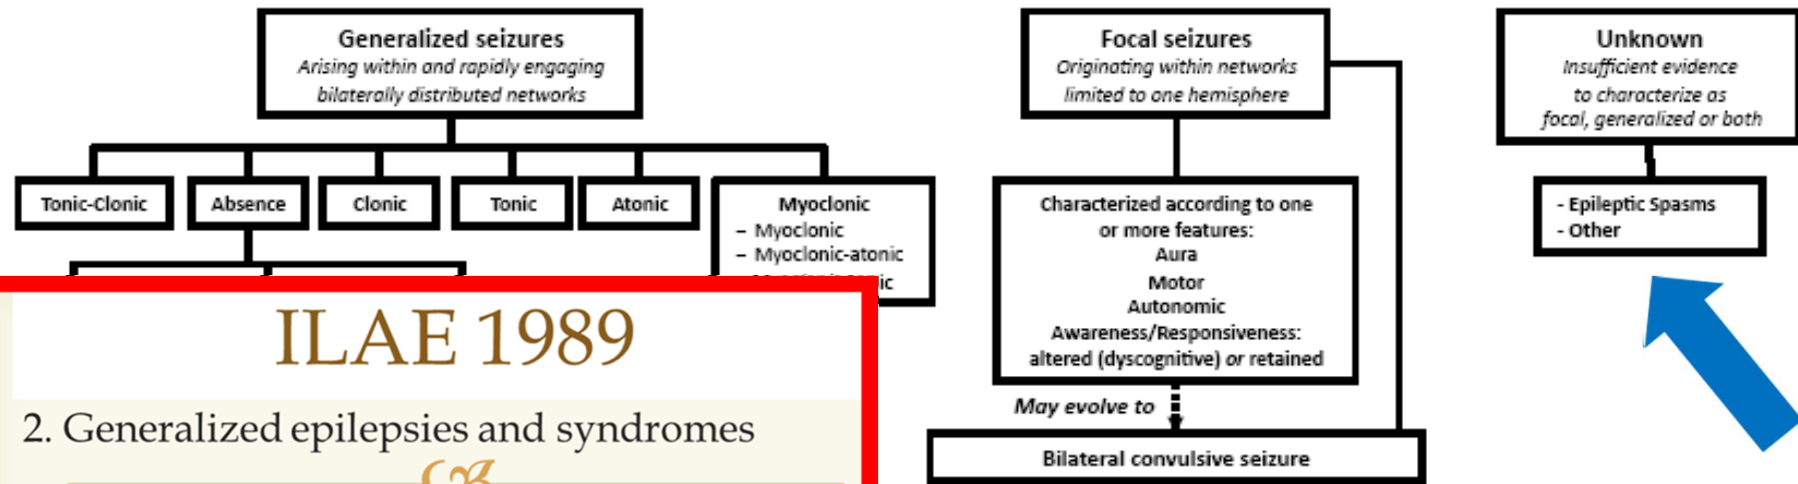 Generalized seizures
Arising within and rapidly engaging
bilaterally distributed networks
Tonic-Clonic
Absence
Clonic
Tonic
Atonic
Myoclonic
– Myoclonic
– Myoclonic-atonic
Focal seizures
Originating within networks
limited to one hemisphere
Characterized according to one
or more features:
Aura
Motor
Autonomic
Awareness/Responsiveness:
altered (dyscognitive) or retained
May evolve to
Bilateral convulsive seizure
Unknown
Insufficient evidence
to characterize as
focal, generalized or both
- Epileptic Spasms
- Other
ILAE 1989
2. Generalized epilepsies and syndromes